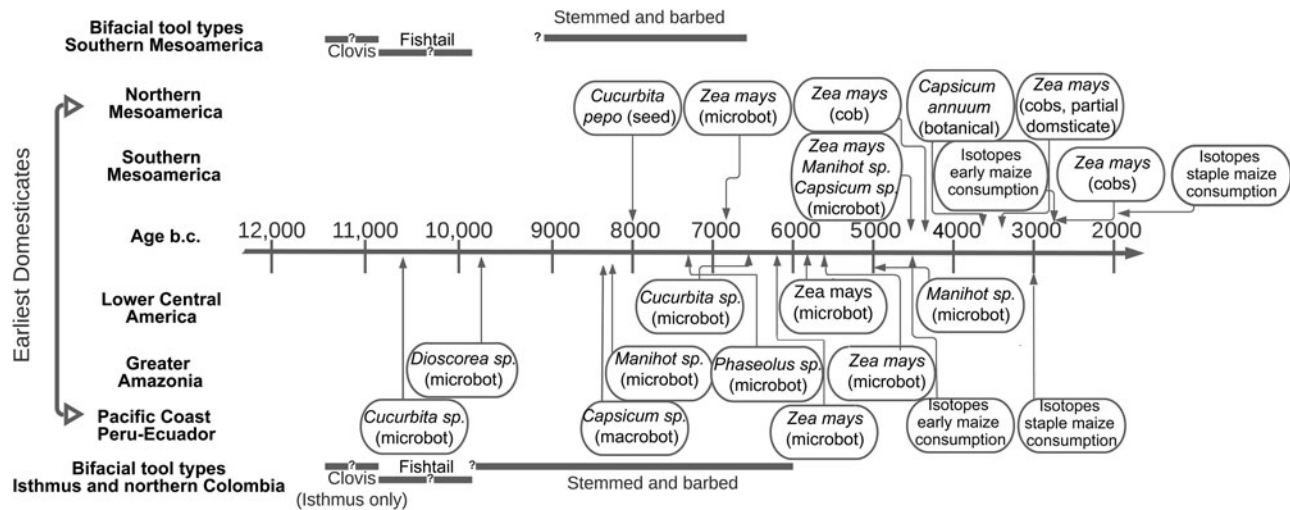 Bifacial tool types
Southern Mesoamerica
?
Clovis
Fishtail
?
Stemmed and barbed
?
Earliest Domesticates
Northern
Mesoamerica
Cucurbita
pepo (seed)
Zea mays
(microbot)
Zea mays
(cob)
Capsicum
annuum
(botanical)
Zea mays
(cobs, partial
domsticate)
Southern
Mesoamerica
Zea mays
Manihot sp.
Capsicum sp.
(microbot)
Isotopes
early maize
consumption
Zea mays
(cobs)
Isotopes
staple maize
consumption
Age b.c.
12,000 11,000 10,000 9000 8000 7000 6000 5000 4000 3000 2000
Lower Central
America
Cucurbita sp.
(microbot)
Zea mays
(microbot)
Manihot sp.
(microbot)
Greater
Amazonia
Dioscorea sp.
(microbot)
Manihot sp.
(microbot)
Phaseolus sp.
(microbot)
Zea mays
(microbot)
Pacific Coast
Peru-Ecuador
Cucurbita sp.
(microbot)
Capsicum sp.
(macrobot)
Zea mays
(microbot)
Isotopes
early maize
consumption
Isotopes
staple maize
consumption
Bifacial tool types
Isthmus and northern Colombia
?
Clovis
(Isthmus only)
Fishtail
?
?
Stemmed and barbed